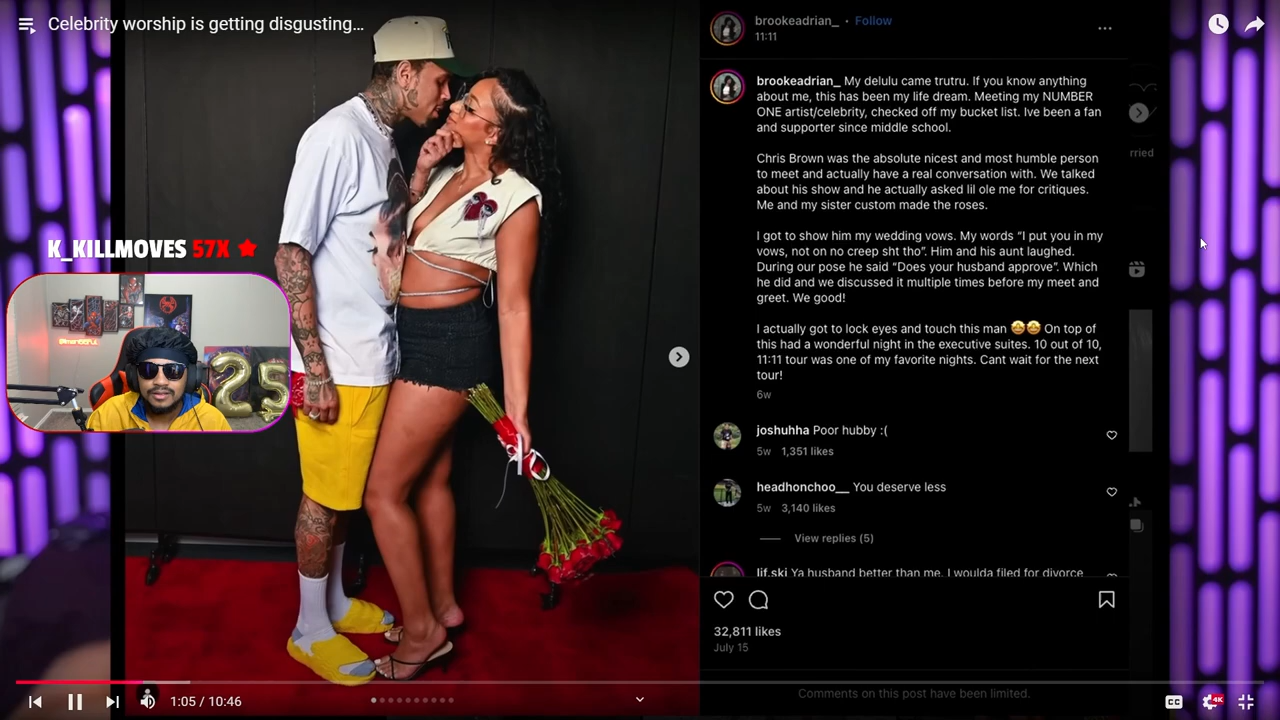 Celebrity worship is getting disgusting...
brookeadrian_ • Follow
11:11
brookeadrian_ My delulu came trutru. If you know anything
about me, this has been my life dream. Meeting my NUMBER
ONE artist/celebrity, checked off my bucket list. Ive been a fan
and supporter since middle school.
Chris Brown was the absolute nicest and most humble person
to meet and actually have a real conversation with. We talked
about his show and he actually asked lil ole me for critiques.
Me and my sister custom made the roses.
I got to show him my wedding vows. My words “I put you in my
vows, not on no creep sht tho”. Him and his aunt laughed.
During our pose he said “Does your husband approve”. Which
he did and we discussed it multiple times before my meet and
greet. We good!
I actually got to lock eyes and touch this man 🤩🤩 On top of
this had a wonderful night in the executive suites. 10 out of 10,
11:11 tour was one of my favorite nights. Cant wait for the next
tour!
6w
joshuhha Poor hubby :(
5w 1,351 likes
headhonchoo__ You deserve less
5w 3,140 likes
View replies (5)
lif.ski Ya husband better than me. I woulda filed for divorce
32,811 likes
July 15
Comments on this post have been limited.
rried
K_KILLMOVES 57X
25
1:05 / 10:46
CC
4K